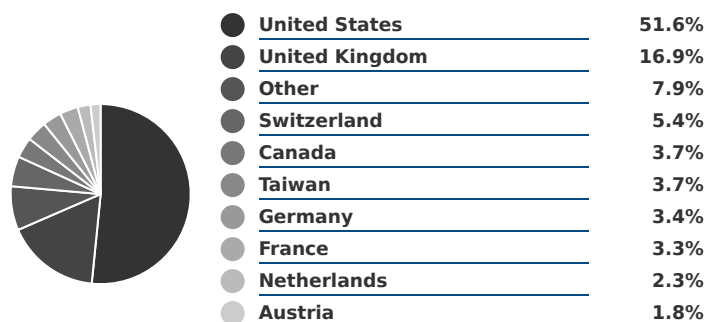 United States 51.6%
United Kingdom 16.9%
Other 7.9%
Switzerland 5.4%
Canada 3.7%
Taiwan 3.7%
Germany 3.4%
France 3.3%
Netherlands 2.3%
Austria 1.8%